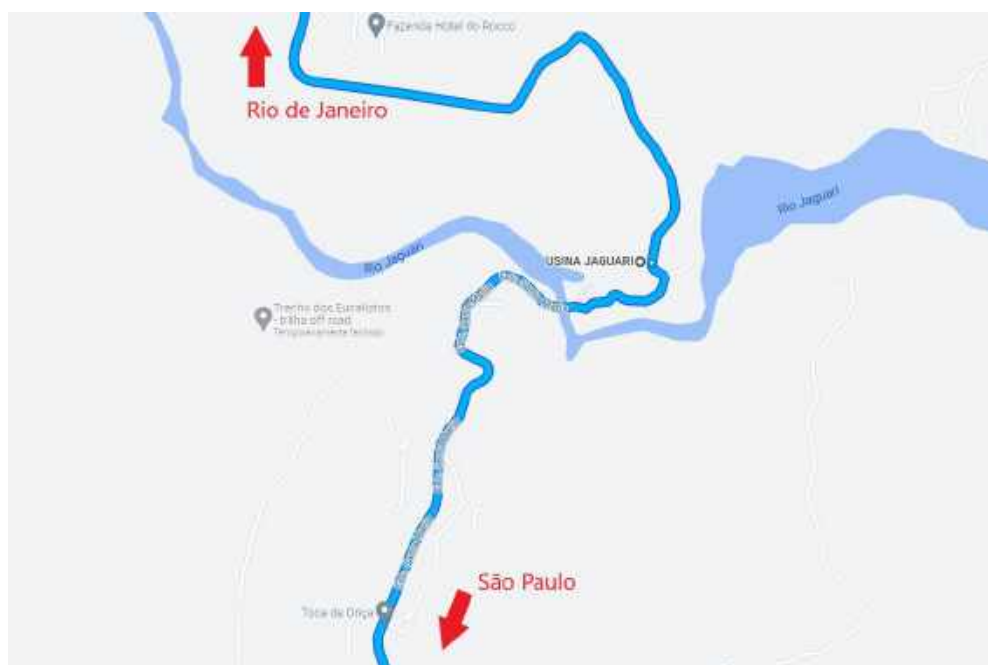 Fazenda Hotel do Rocco
Rio de Janeiro
Rio Jaguari
USINA JAGUARI
Rio Jaguari
Trenho dos Eucaliptos
- trilha off road
Temporariamente fechado
São Paulo
Toca da Onça